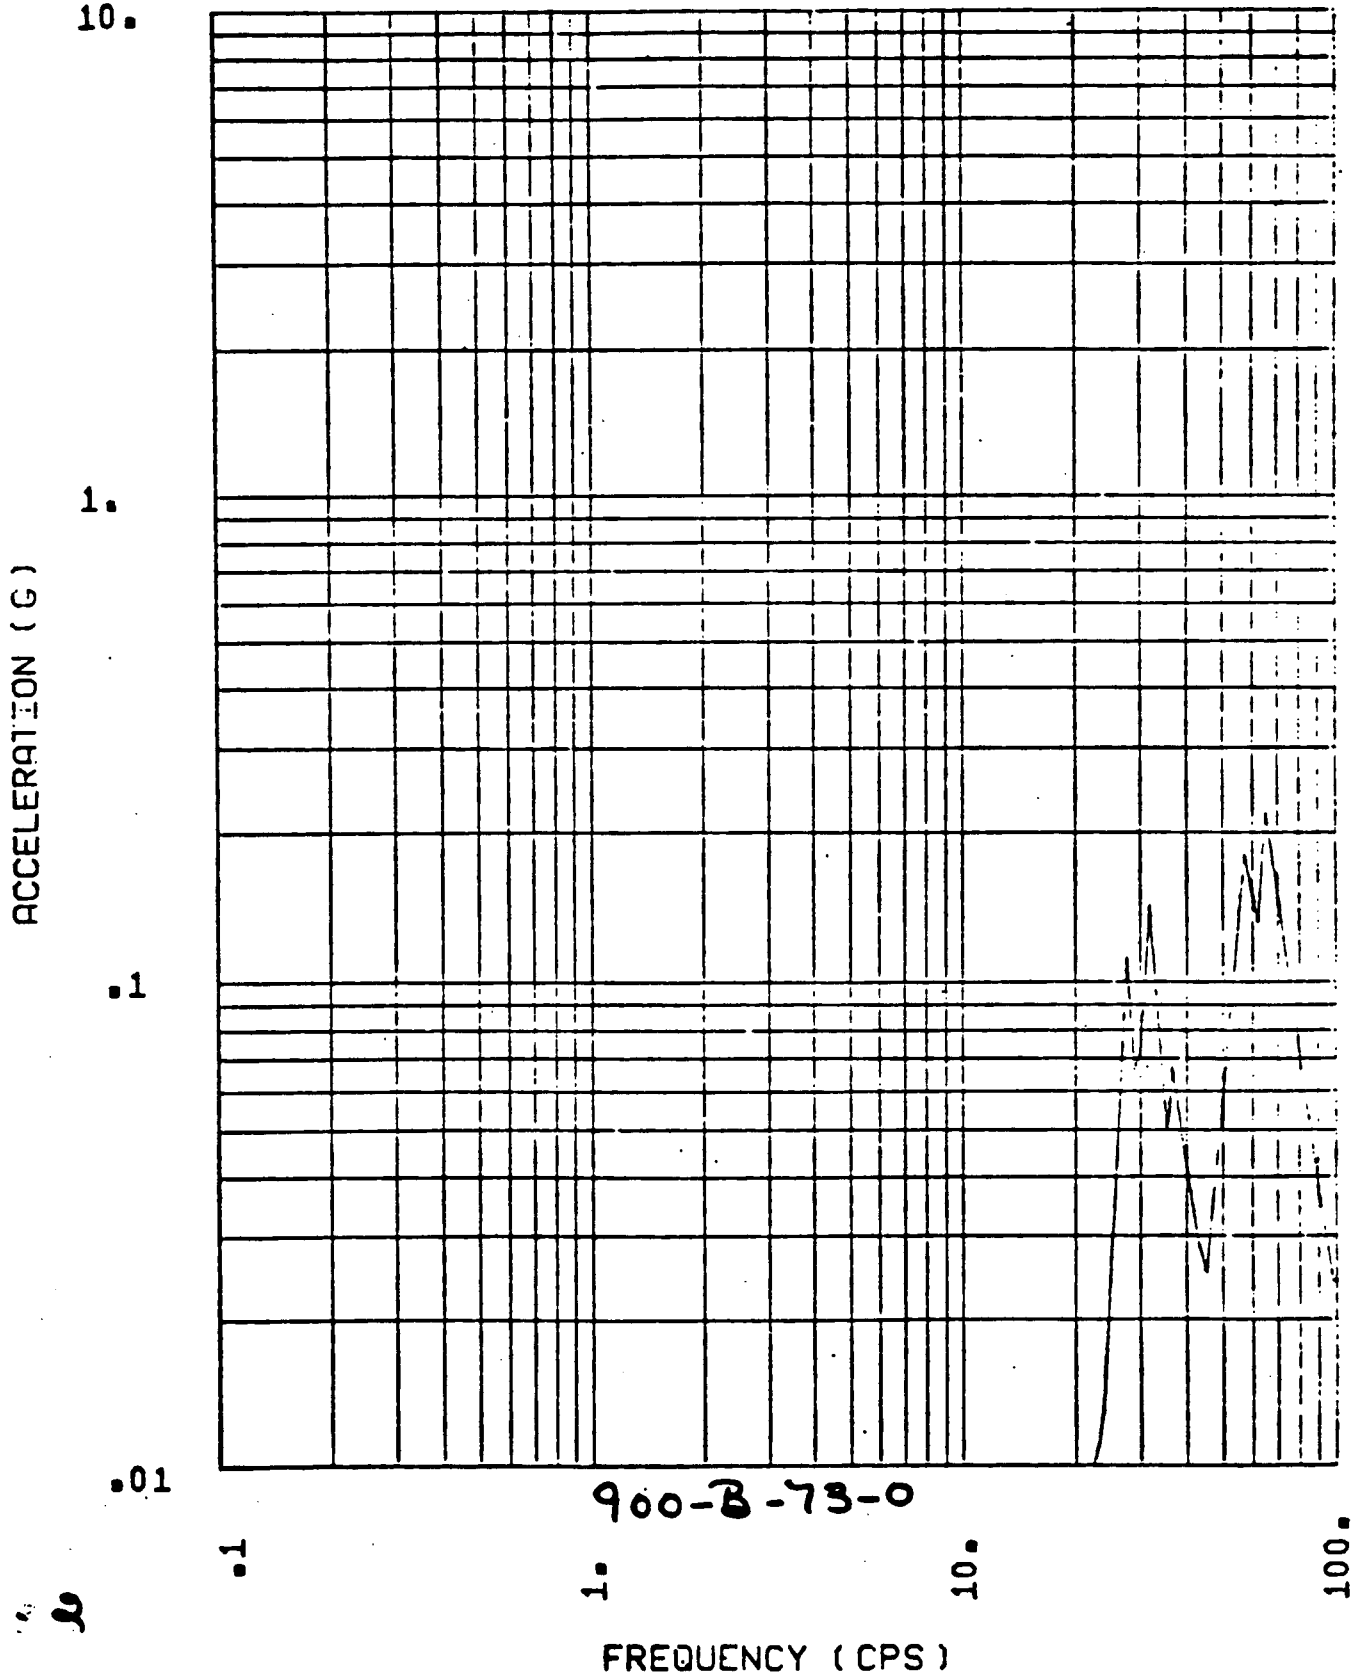 10.
1.
ACCELERATION (G)
.1
.01
900-B-73-0
.1
1.
10.
100.
FREQUENCY (CPS)